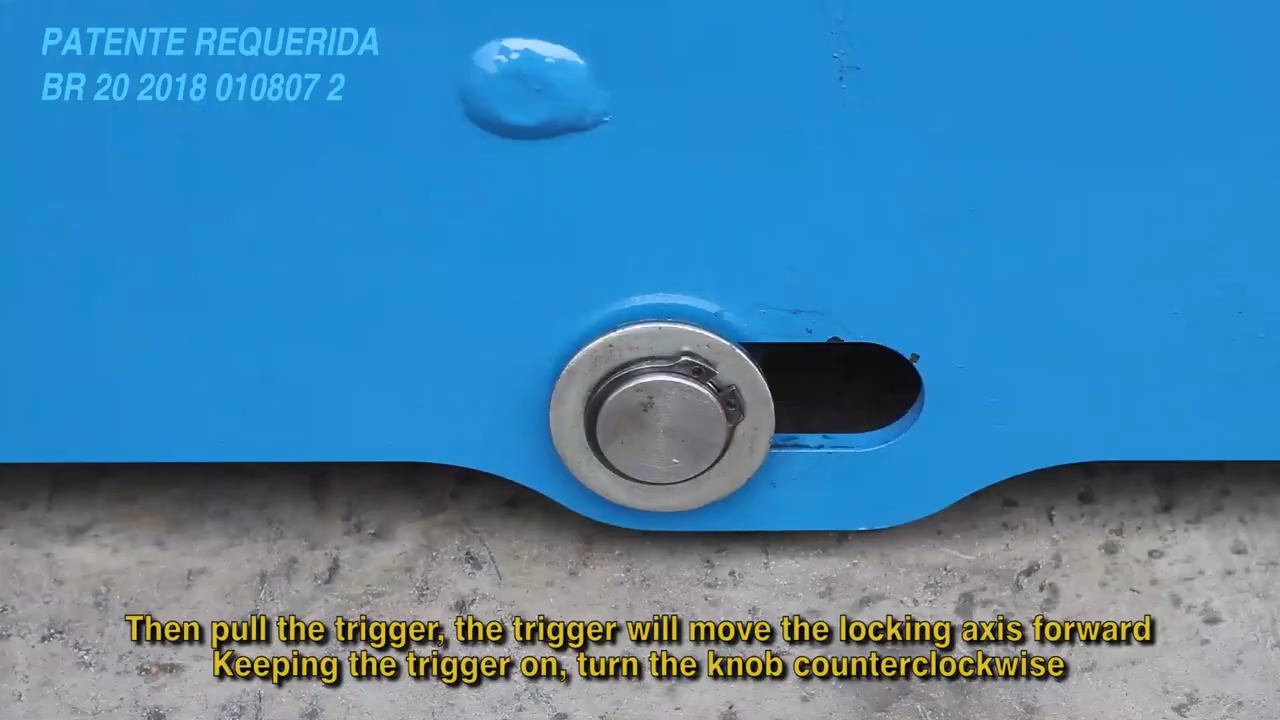 PATENTE REQUERIDA
BR 20 2018 010807 2
Then pull the trigger, the trigger will move the locking axis forward
Keeping the trigger on, turn the knob counterclockwise